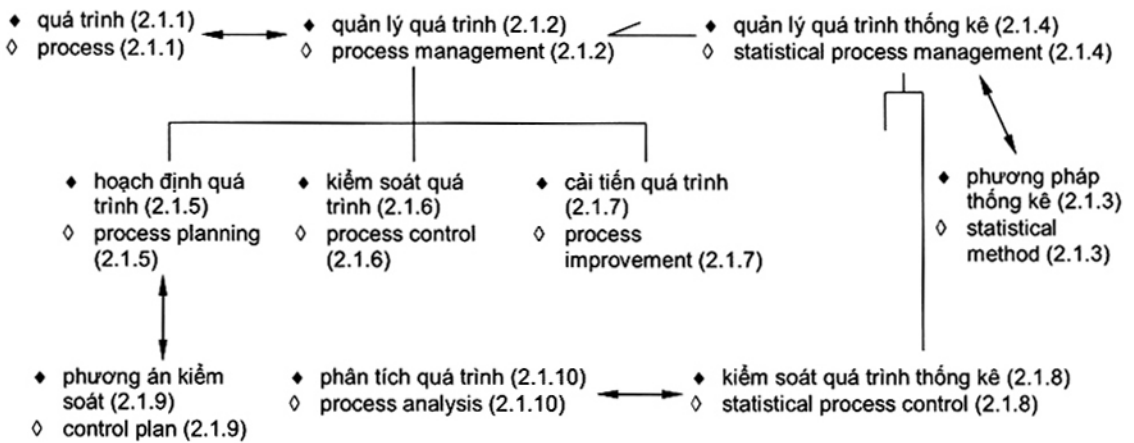 ♦ quá trình (2.1.1)
◊ process (2.1.1)
♦ quản lý quá trình (2.1.2)
◊ process management (2.1.2)
♦ quản lý quá trình thống kê (2.1.4)
◊ statistical process management (2.1.4)
♦ hoạch định quá
trình (2.1.5)
◊ process planning
(2.1.5)
♦ kiểm soát quá
trình (2.1.6)
◊ process control
(2.1.6)
♦ cải tiến quá trình
(2.1.7)
◊ process
improvement (2.1.7)
♦ phương pháp
thống kê (2.1.3)
◊ statistical
method (2.1.3)
♦ phương án kiểm
soát (2.1.9)
◊ control plan (2.1.9)
♦ phân tích quá trình (2.1.10)
◊ process analysis (2.1.10)
♦ kiểm soát quá trình thống kê (2.1.8)
◊ statistical process control (2.1.8)